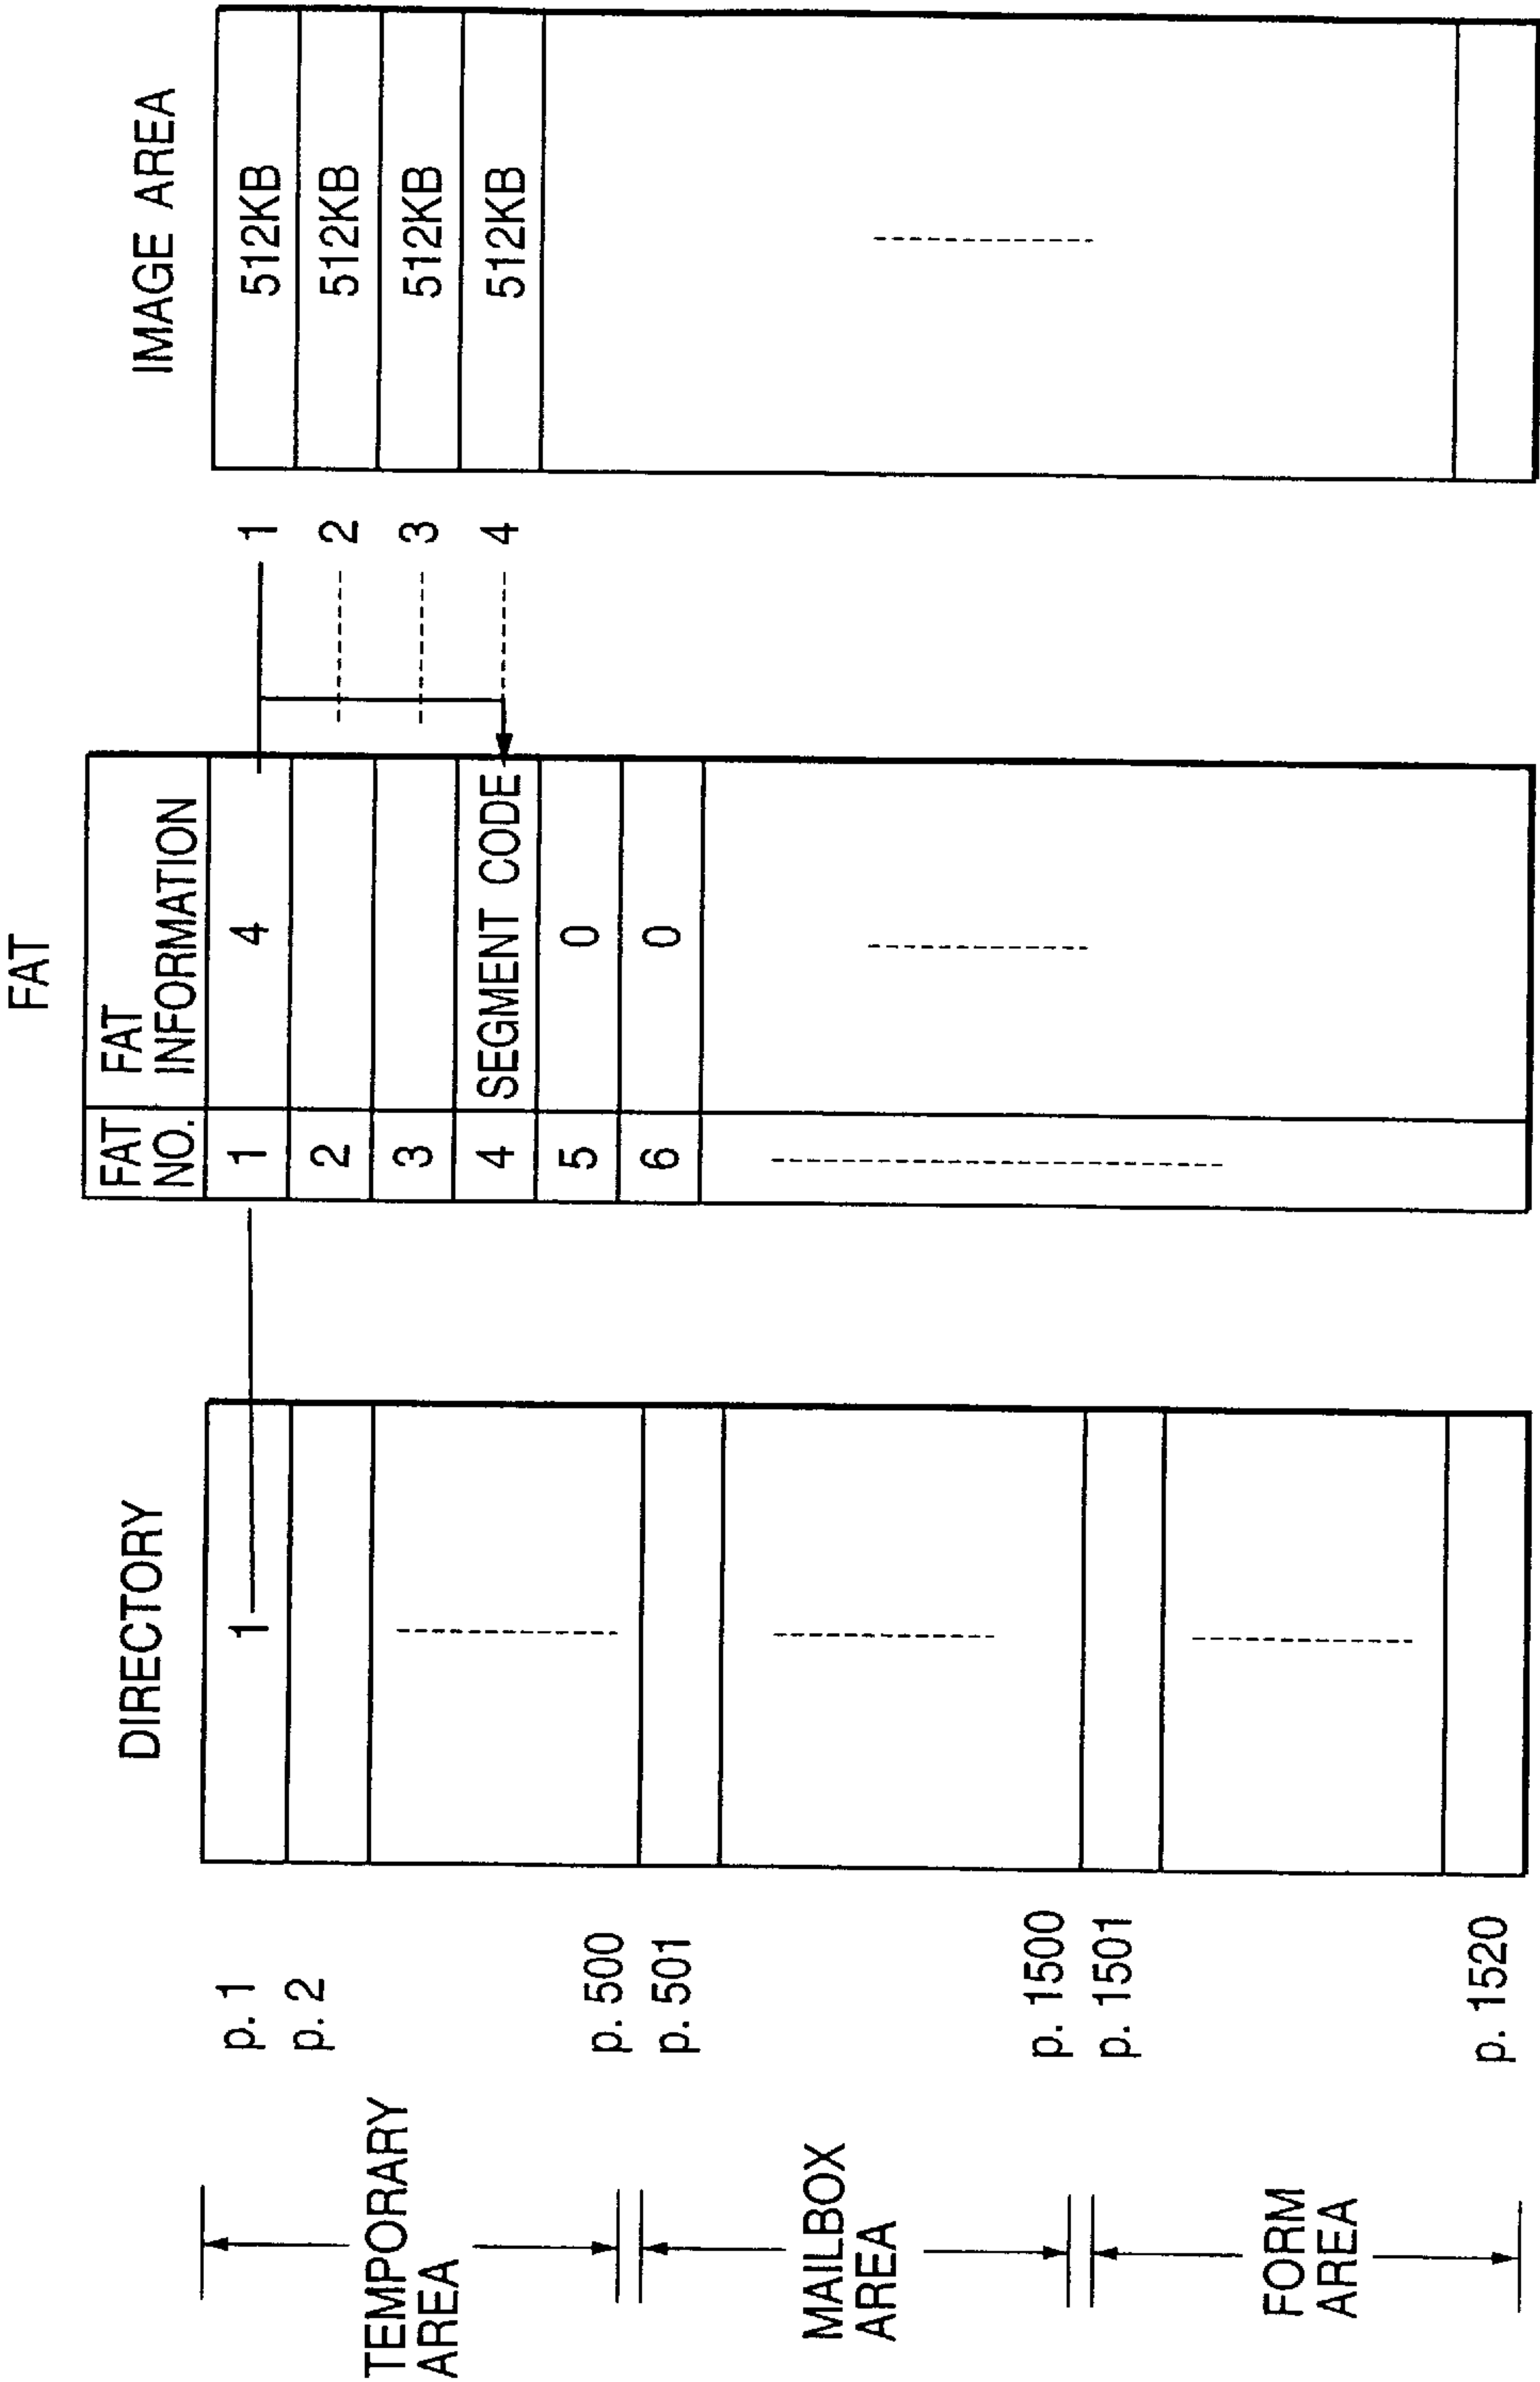 TEMPORARY
AREA
MAILBOX
AREA
FORM
AREA
p. 1
p. 2
p. 500
p. 501
p. 1500
p. 1501
p. 1520
DIRECTORY
1
FAT
FAT NO. FAT INFORMATION
1 4
2
3
4 SEGMENT CODE
5 0
6 0
1
2
3
4
IMAGE AREA
512KB
512KB
512KB
512KB